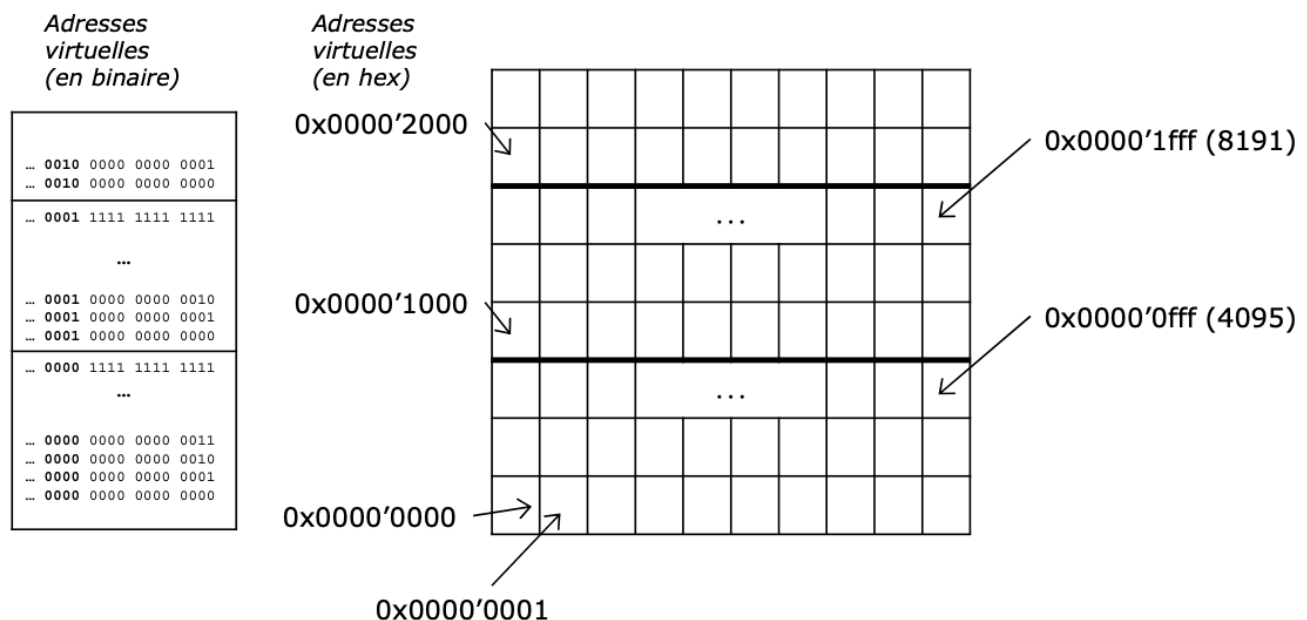 Adresses
virtuelles
(en binaire)
… 0010 0000 0000 0001
… 0010 0000 0000 0000
… 0001 1111 1111 1111
…
… 0001 0000 0000 0010
… 0001 0000 0000 0001
… 0001 0000 0000 0000
… 0000 1111 1111 1111
…
… 0000 0000 0000 0011
… 0000 0000 0000 0010
… 0000 0000 0000 0001
… 0000 0000 0000 0000
Adresses
virtuelles
(en hex)
0x0000’2000
0x0000’1000
0x0000’0000
0x0000’0001
…
…
0x0000’1fff (8191)
0x0000’0fff (4095)